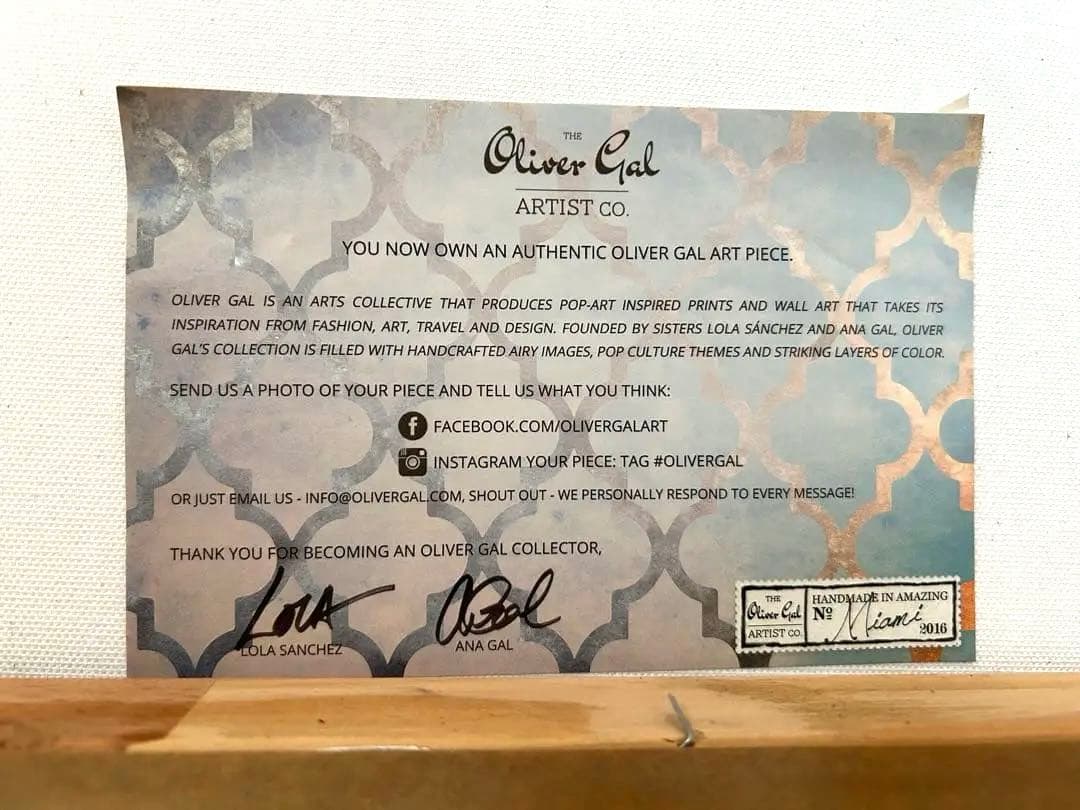 THE
Oliver Gal
ARTIST CO.
YOU NOW OWN AN AUTHENTIC OLIVER GAL ART PIECE.
OLIVER GAL IS AN ARTS COLLECTIVE THAT PRODUCES POP-ART INSPIRED PRINTS AND WALL ART THAT TAKES ITS
INSPIRATION FROM FASHION, ART, TRAVEL AND DESIGN. FOUNDED BY SISTERS LOLA SÁNCHEZ AND ANA GAL, OLIVER
GAL'S COLLECTION IS FILLED WITH HANDCRAFTED AIRY IMAGES, POP CULTURE THEMES AND STRIKING LAYERS OF COLOR.
SEND US A PHOTO OF YOUR PIECE AND TELL US WHAT YOU THINK:
f FACEBOOK.COM/OLIVERGALART
INSTAGRAM YOUR PIECE: TAG #OLIVERGAL
OR JUST EMAIL US - INFO@OLIVERGAL.COM, SHOUT OUT - WE PERSONALLY RESPOND TO EVERY MESSAGE!
THANK YOU FOR BECOMING AN OLIVER GAL COLLECTOR,
LOLA
LOLA SANCHEZ
ANA GAL
THE
Oliver Gal
ARTIST CO.
HANDMADE IN AMAZING
Nº Miami
2016